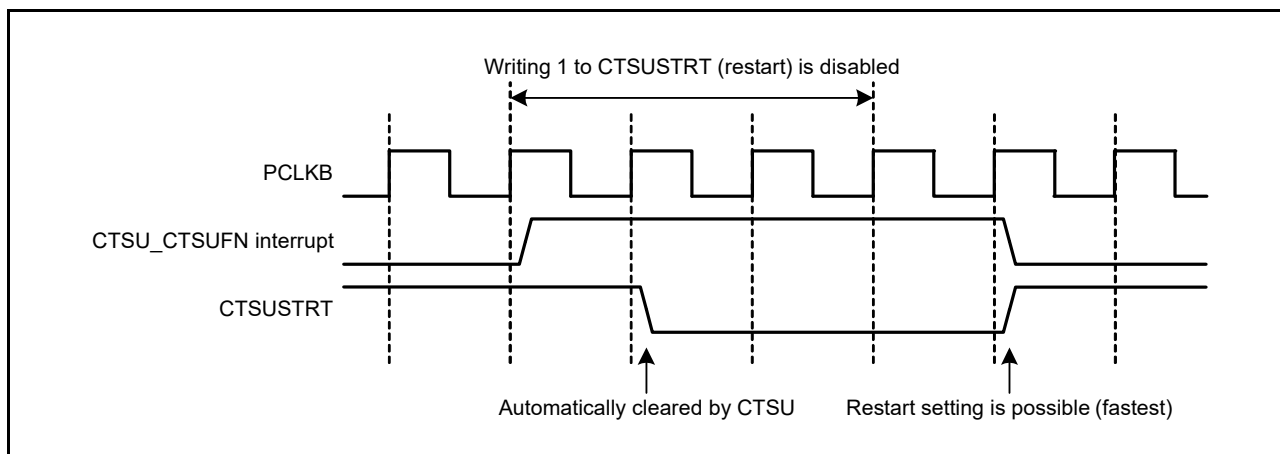 Writing 1 to CTSUSTRT (restart) is disabled
PCLKB
CTSU_CTSUFN interrupt
CTSUSTRT
Automatically cleared by CTSU
Restart setting is possible (fastest)